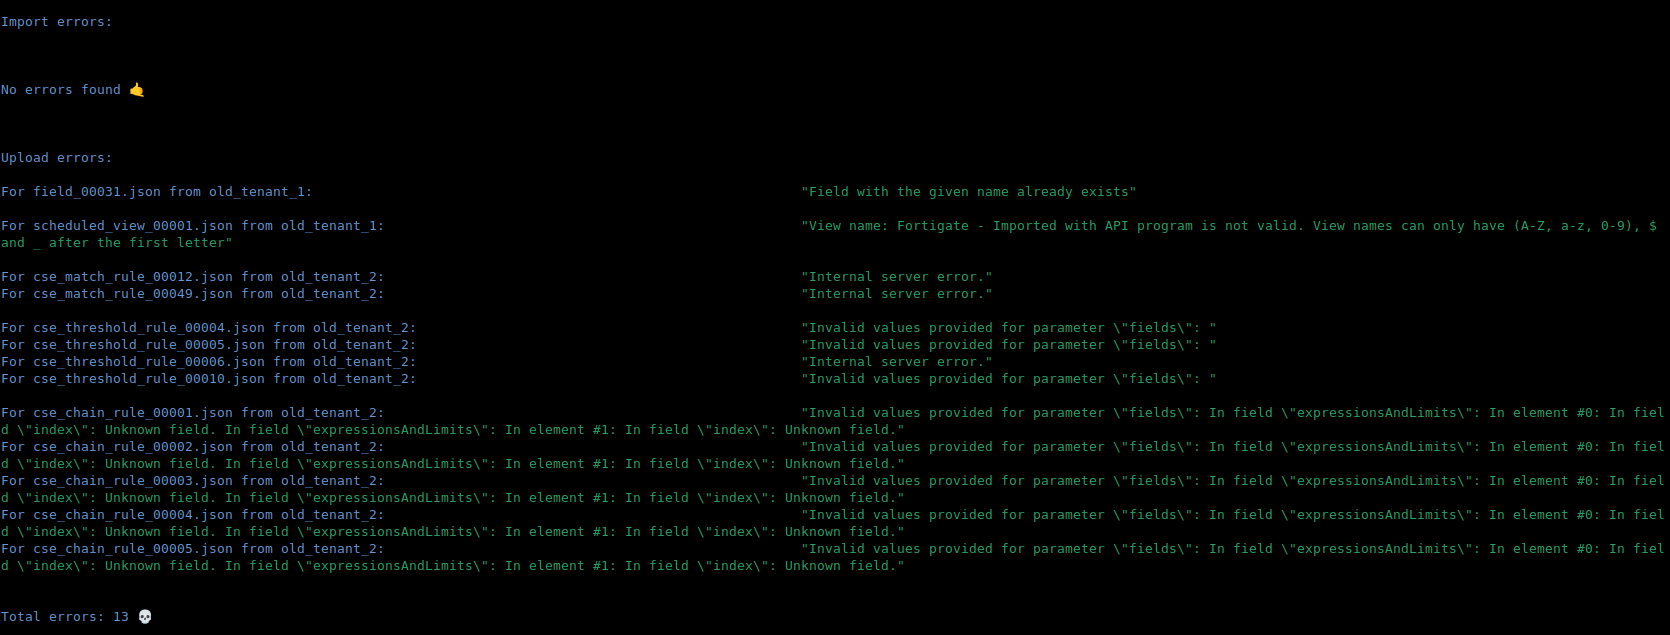 Import errors:
No errors found 🤙
Upload errors:
For field_00031.json from old_tenant_1: "Field with the given name already exists"
For scheduled_view_00001.json from old_tenant_1: "View name: Fortigate - Imported with API program is not valid. View names can only have (A-Z, a-z, 0-9), $
and _ after the first letter"
For cse_match_rule_00012.json from old_tenant_2: "Internal server error."
For cse_match_rule_00049.json from old_tenant_2: "Internal server error."
For cse_threshold_rule_00004.json from old_tenant_2: "Invalid values provided for parameter \"fields\": "
For cse_threshold_rule_00005.json from old_tenant_2: "Invalid values provided for parameter \"fields\": "
For cse_threshold_rule_00006.json from old_tenant_2: "Internal server error."
For cse_threshold_rule_00010.json from old_tenant_2: "Invalid values provided for parameter \"fields\": "
For cse_chain_rule_00001.json from old_tenant_2: "Invalid values provided for parameter \"fields\": In field \"expressionsAndLimits\": In element #0: In fiel
d \"index\": Unknown field. In field \"expressionsAndLimits\": In element #1: In field \"index\": Unknown field."
For cse_chain_rule_00002.json from old_tenant_2: "Invalid values provided for parameter \"fields\": In field \"expressionsAndLimits\": In element #0: In fiel
d \"index\": Unknown field. In field \"expressionsAndLimits\": In element #1: In field \"index\": Unknown field."
For cse_chain_rule_00003.json from old_tenant_2: "Invalid values provided for parameter \"fields\": In field \"expressionsAndLimits\": In element #0: In fiel
d \"index\": Unknown field. In field \"expressionsAndLimits\": In element #1: In field \"index\": Unknown field."
For cse_chain_rule_00004.json from old_tenant_2: "Invalid values provided for parameter \"fields\": In field \"expressionsAndLimits\": In element #0: In fiel
d \"index\": Unknown field. In field \"expressionsAndLimits\": In element #1: In field \"index\": Unknown field."
For cse_chain_rule_00005.json from old_tenant_2: "Invalid values provided for parameter \"fields\": In field \"expressionsAndLimits\": In element #0: In fiel
d \"index\": Unknown field. In field \"expressionsAndLimits\": In element #1: In field \"index\": Unknown field."
Total errors: 13 💀